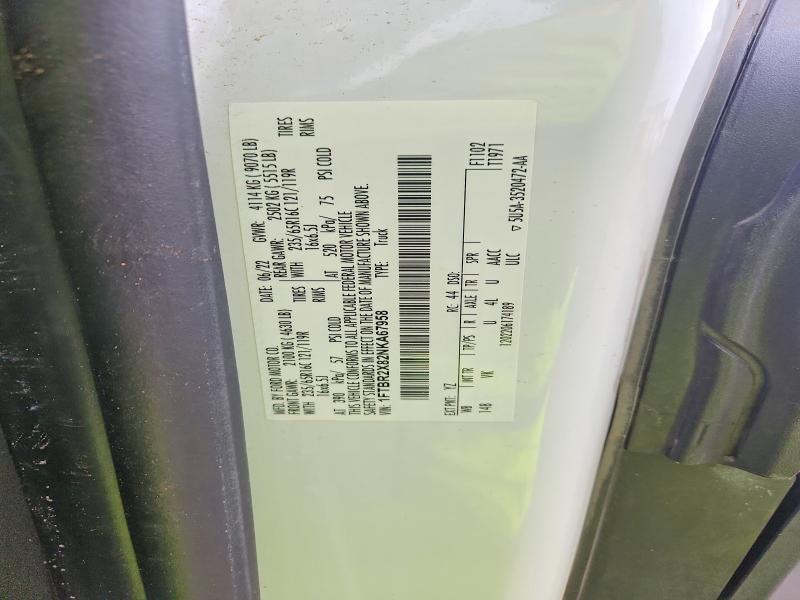 MFD. BY FORD MOTOR CO.
DATE: 06/22 GVWR: 4114 KG ( 9070 LB)
FRONT GAWR: 2100 KG ( 4630 LB) REAR GAWR: 2502 KG ( 5515 LB)
WITH 235/65R16C 121/119R TIRES WITH 235/65R16C 121/119R TIRES
16x6.5J RIMS 16x6.5J RIMS
AT 390 kPa/ 57 PSI COLD AT 520 kPa/ 75 PSI COLD
THIS VEHICLE CONFORMS TO ALL APPLICABLE FEDERAL MOTOR VEHICLE
SAFETY STANDARDS IN EFFECT ON THE DATE OF MANUFACTURE SHOWN ABOVE.
VIN: 1FTBR2X82NKA67958 TYPE: Truck
EXT PNT: YZ RC: 44 DSO: F1102
WB INT TR TP/PS R AXLE TR SPR T1971
148 VK U 4L U AACC
1202206174189 ULC ▽ 5U5A-3520472-AA